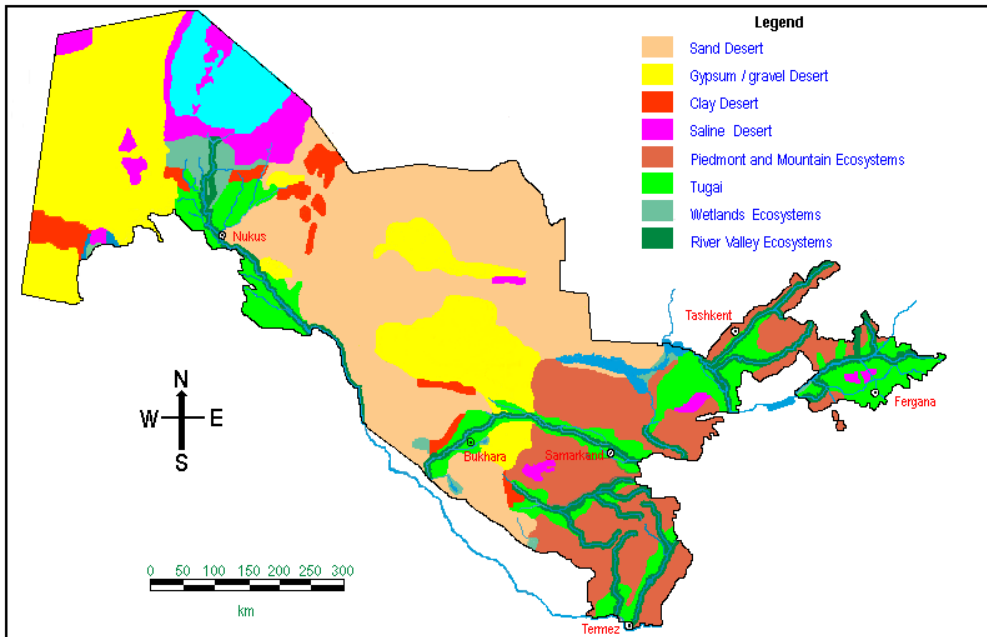 Legend
Sand Desert
Gypsum / gravel Desert
Clay Desert
Saline Desert
Piedmont and Mountain Ecosystems
Tugai
Wetlands Ecosystems
River Valley Ecosystems
Nukus
Tashkent
Fergana
N
W E
S
Bukhara
Samarkand
0 50 100 150 200 250 300
km
Termez